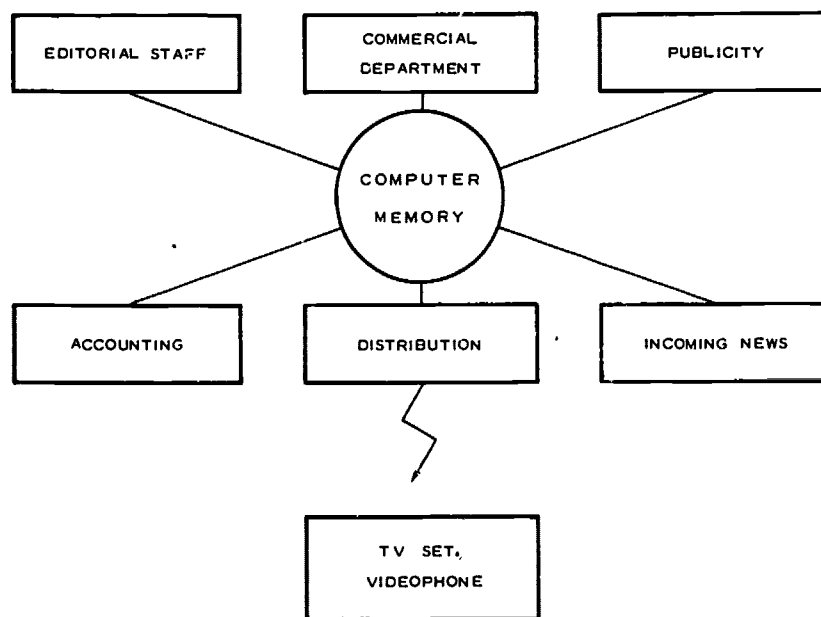 EDITORIAL STAFF
COMMERCIAL
DEPARTMENT
PUBLICITY
COMPUTER
MEMORY
ACCOUNTING
DISTRIBUTION
INCOMING NEWS
TV SET,
VIDEOPHONE